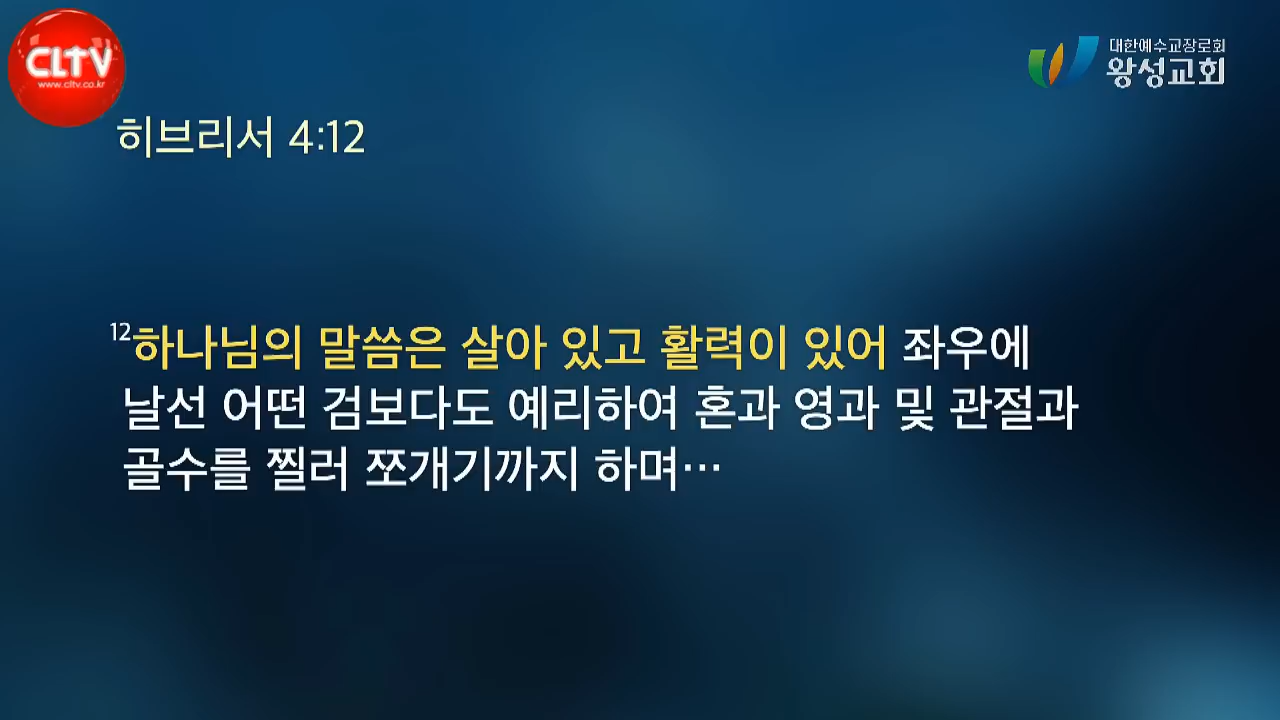 CLTV
www.cltv.co.kr
대한예수교장로회
왕성교회
히브리서 4:12
12하나님의 말씀은 살아 있고 활력이 있어 좌우에
날선 어떤 검보다도 예리하여 혼과 영과 및 관절과
골수를 찔러 쪼개기까지 하며…